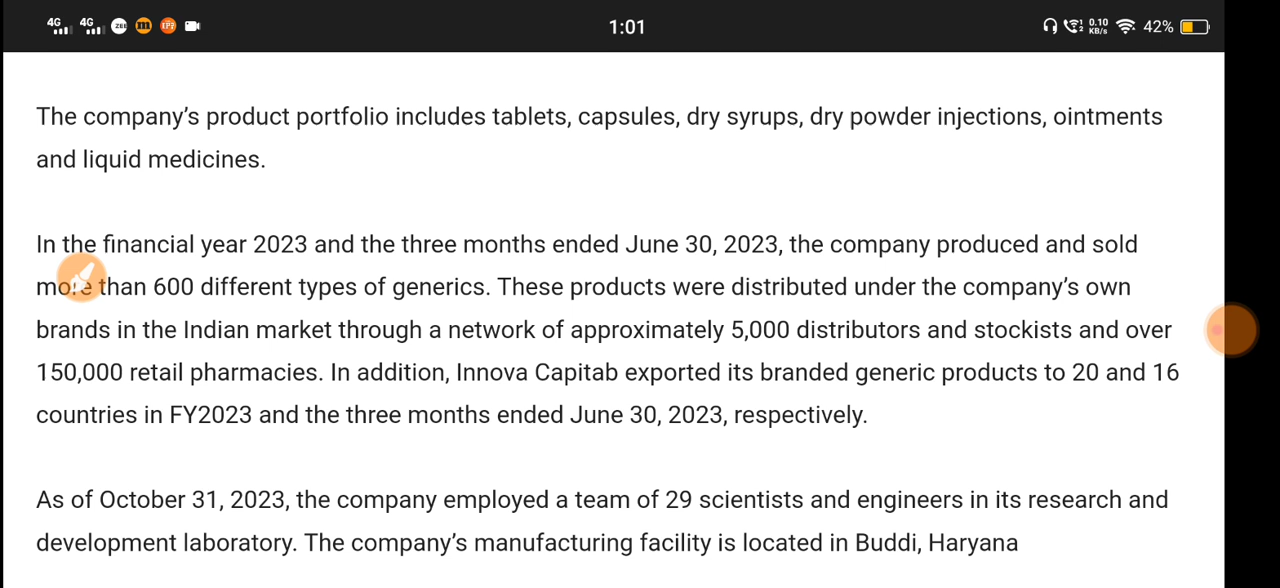 4G 4G ZEE 1:01 0.10 KB/s 42%
The company’s product portfolio includes tablets, capsules, dry syrups, dry powder injections, ointments
and liquid medicines.
In the financial year 2023 and the three months ended June 30, 2023, the company produced and sold
more than 600 different types of generics. These products were distributed under the company’s own
brands in the Indian market through a network of approximately 5,000 distributors and stockists and over
150,000 retail pharmacies. In addition, Innova Capitab exported its branded generic products to 20 and 16
countries in FY2023 and the three months ended June 30, 2023, respectively.
As of October 31, 2023, the company employed a team of 29 scientists and engineers in its research and
development laboratory. The company’s manufacturing facility is located in Buddi, Haryana